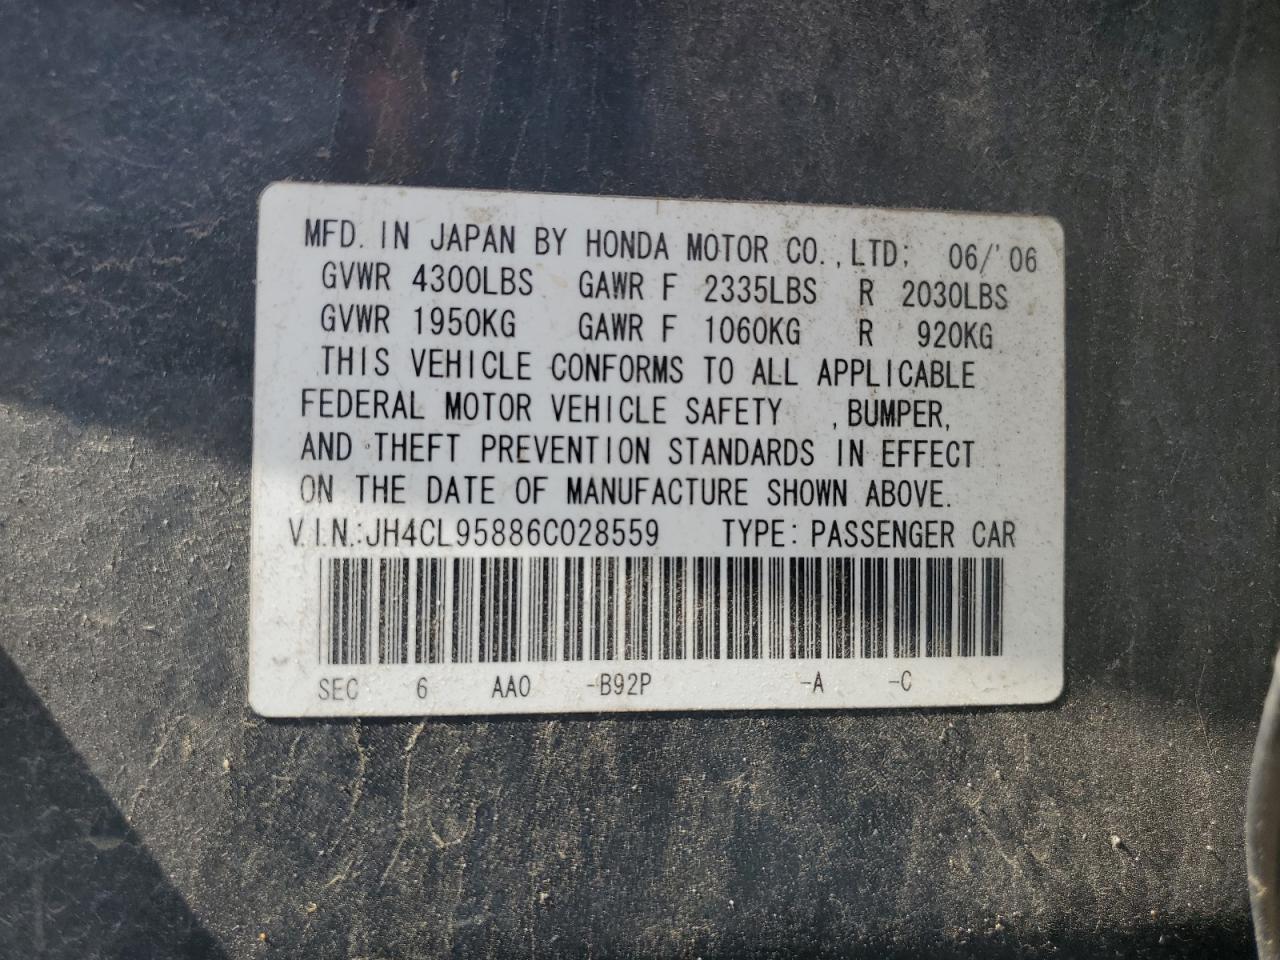 MFD. IN JAPAN BY HONDA MOTOR CO., LTD; 06/'06
GVWR 4300LBS GAWR F 2335LBS R 2030LBS
GVWR 1950KG GAWR F 1060KG R 920KG
THIS VEHICLE CONFORMS TO ALL APPLICABLE
FEDERAL MOTOR VEHICLE SAFETY , BUMPER,
AND THEFT PREVENTION STANDARDS IN EFFECT
ON THE DATE OF MANUFACTURE SHOWN ABOVE.
V.I.N.:JH4CL95886C028559 TYPE: PASSENGER CAR
SEC 6 AAO -B92P -A -C